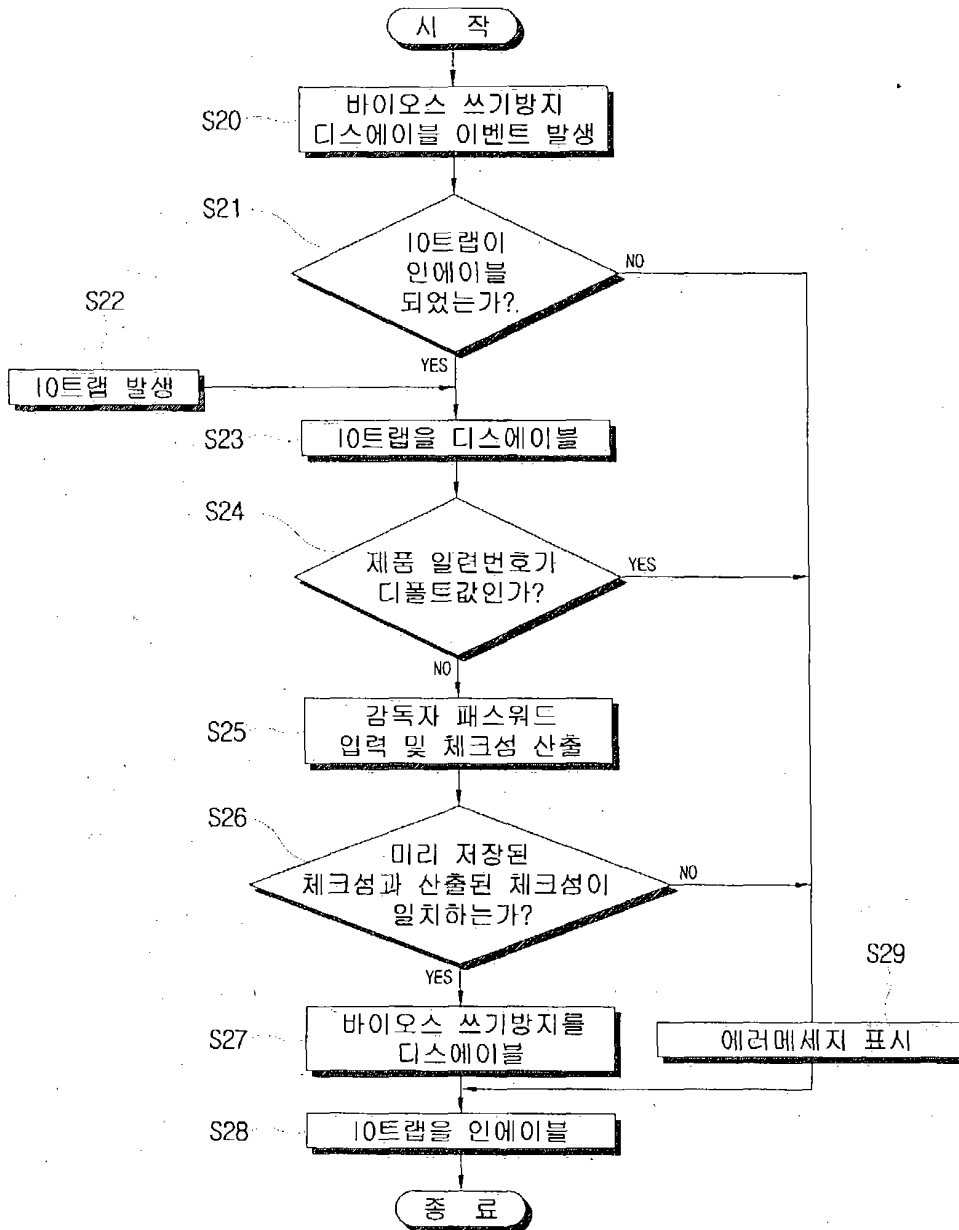 시 작
S20
바이오스 쓰기방지
디스에이블 이벤트 발생
S21
IO트랩이
인에이블
되었는가?
NO
YES
S22
IO트랩 발생
S23
IO트랩을 디스에이블
S24
제품 일련번호가
디폴트값인가?
YES
NO
S25
감독자 패스워드
입력 및 체크섬 산출
S26
미리 저장된
체크섬과 산출된 체크섬이
일치하는가?
NO
YES
S29
S27
바이오스 쓰기방지를
디스에이블
에러메세지 표시
S28
IO트랩을 인에이블
종 료